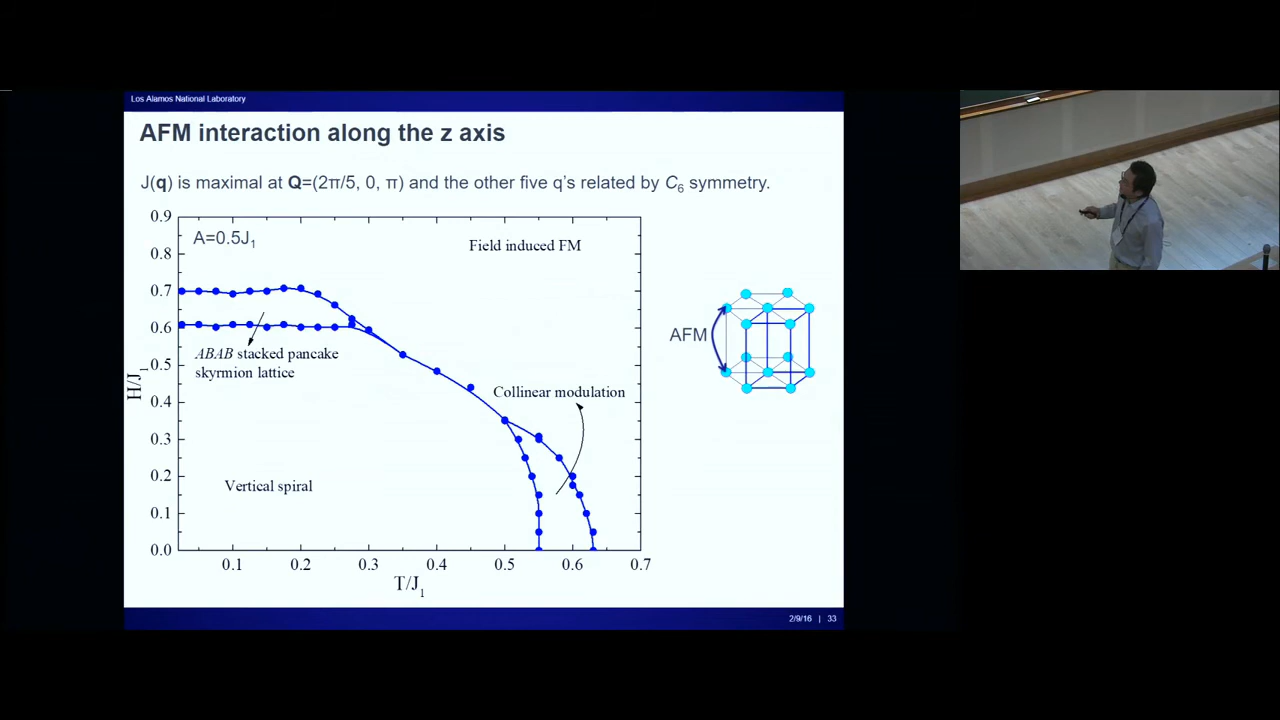 Los Alamos National Laboratory
AFM interaction along the z axis
J(q) is maximal at Q=(2π/5, 0, π) and the other five q's related by C6 symmetry.
0.9
A=0.5J1
Field induced FM
0.8
0.7
0.6
ABAB stacked pancake
skyrmion lattice
AFM
0.5
H/J1
0.4
Collinear modulation
0.3
0.2
Vertical spiral
0.1
0.0
0.1 0.2 0.3 0.4 0.5 0.6 0.7
T/J1
2/9/16 | 33